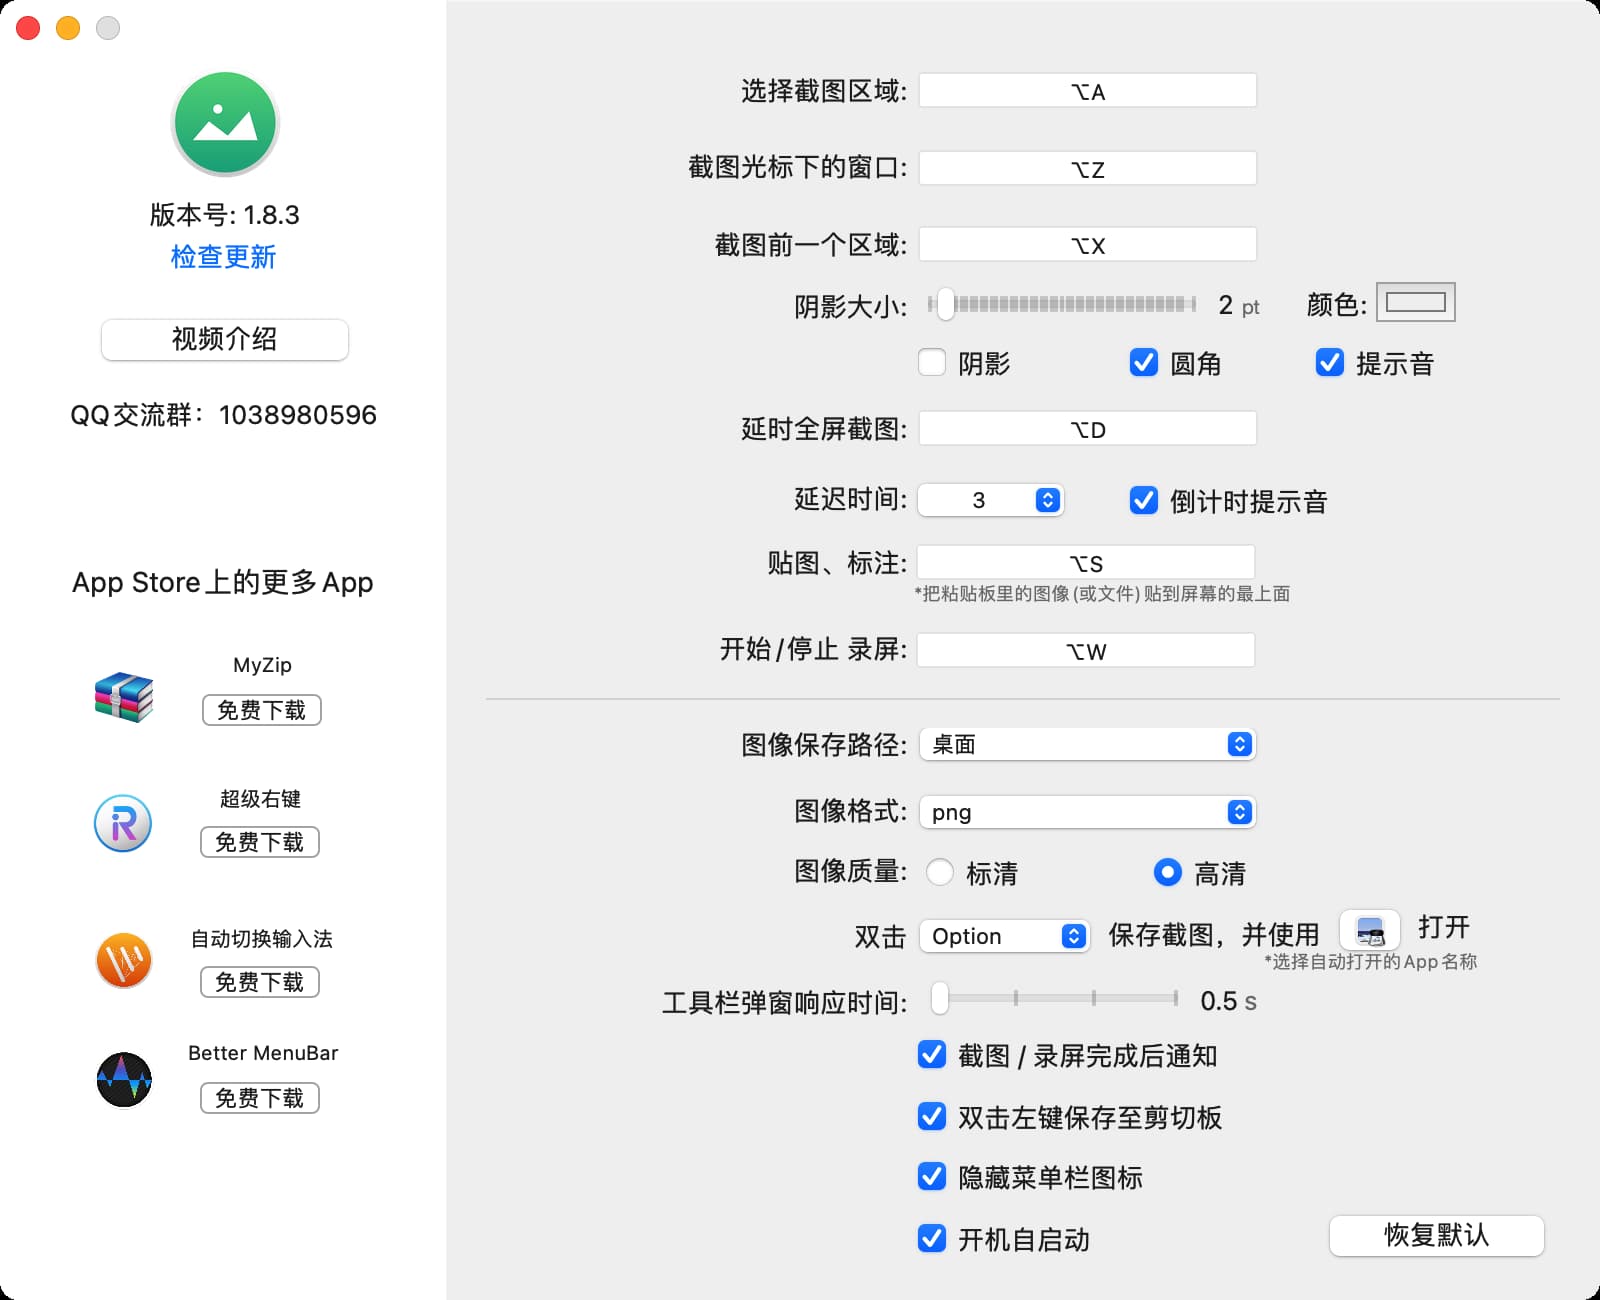 版本号: 1.8.3
检查更新
视频介绍
QQ交流群：1038980596
App Store上的更多App
MyZip
免费下载
超级右键
免费下载
自动切换输入法
免费下载
Better MenuBar
免费下载
选择截图区域: ⌥A
截图光标下的窗口: ⌥Z
截图前一个区域: ⌥X
阴影大小: 2 pt 颜色:
阴影 圆角 提示音
延时全屏截图: ⌥D
延迟时间: 3 倒计时提示音
贴图、标注: ⌥S
*把粘贴板里的图像(或文件)贴到屏幕的最上面
开始/停止 录屏: ⌥W
图像保存路径: 桌面
图像格式: png
图像质量: 标清 高清
双击 Option 保存截图，并使用 打开
*选择自动打开的App名称
工具栏弹窗响应时间: 0.5 s
截图 / 录屏完成后通知
双击左键保存至剪切板
隐藏菜单栏图标
开机自启动
恢复默认